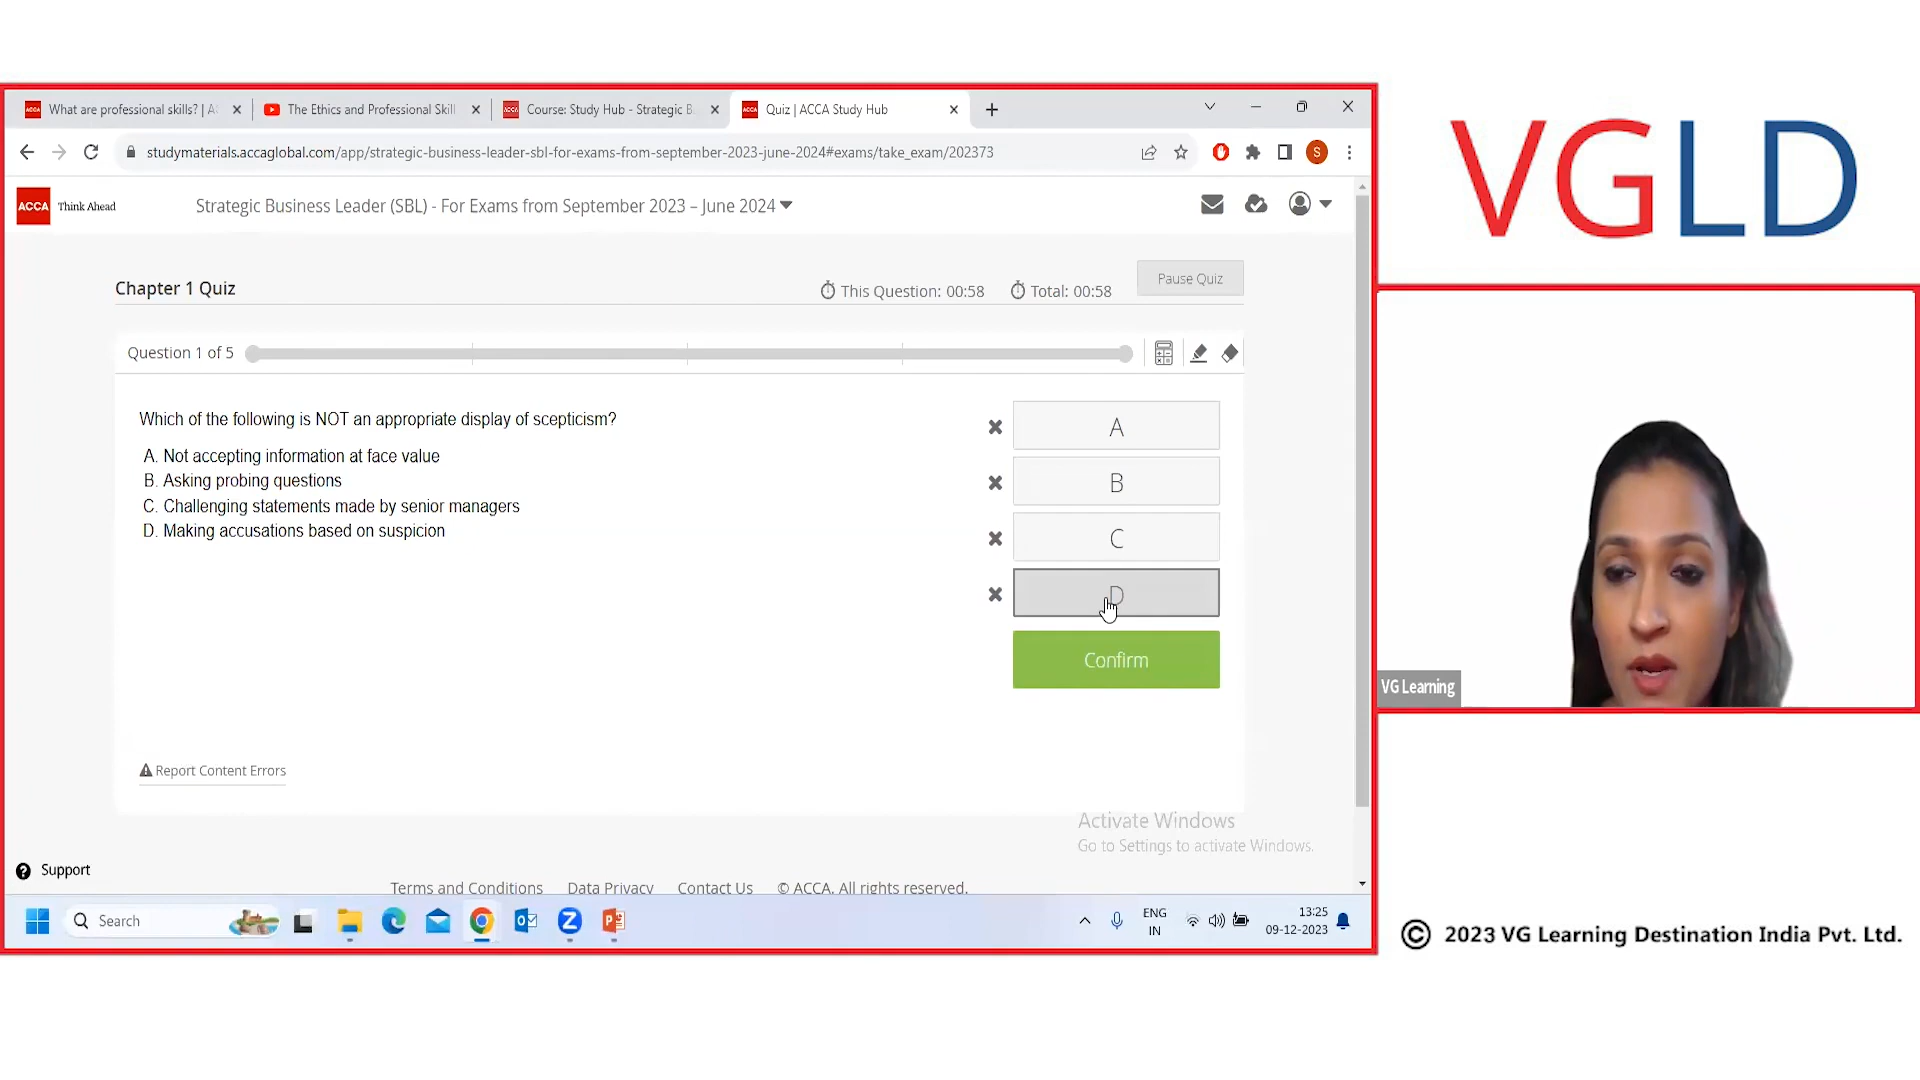 What are professional skills? | A
The Ethics and Professional Skill
Course: Study Hub - Strategic B
Quiz | ACCA Study Hub
studymaterials.accaglobal.com/app/strategic-business-leader-sbl-for-exams-from-september-2023-june-2024#exams/take_exam/202373
S
ACCA Think Ahead
Strategic Business Leader (SBL) - For Exams from September 2023 – June 2024
Chapter 1 Quiz
This Question: 00:58
Total: 00:58
Pause Quiz
Question 1 of 5
Which of the following is NOT an appropriate display of scepticism?
A. Not accepting information at face value
B. Asking probing questions
C. Challenging statements made by senior managers
D. Making accusations based on suspicion
A
B
C
D
Confirm
Report Content Errors
Activate Windows
Go to Settings to activate Windows.
Support
Terms and Conditions
Data Privacy
Contact Us
© ACCA. All rights reserved.
Search
ENG
IN
13:25
09-12-2023
VGLD
VG Learning
© 2023 VG Learning Destination India Pvt. Ltd.